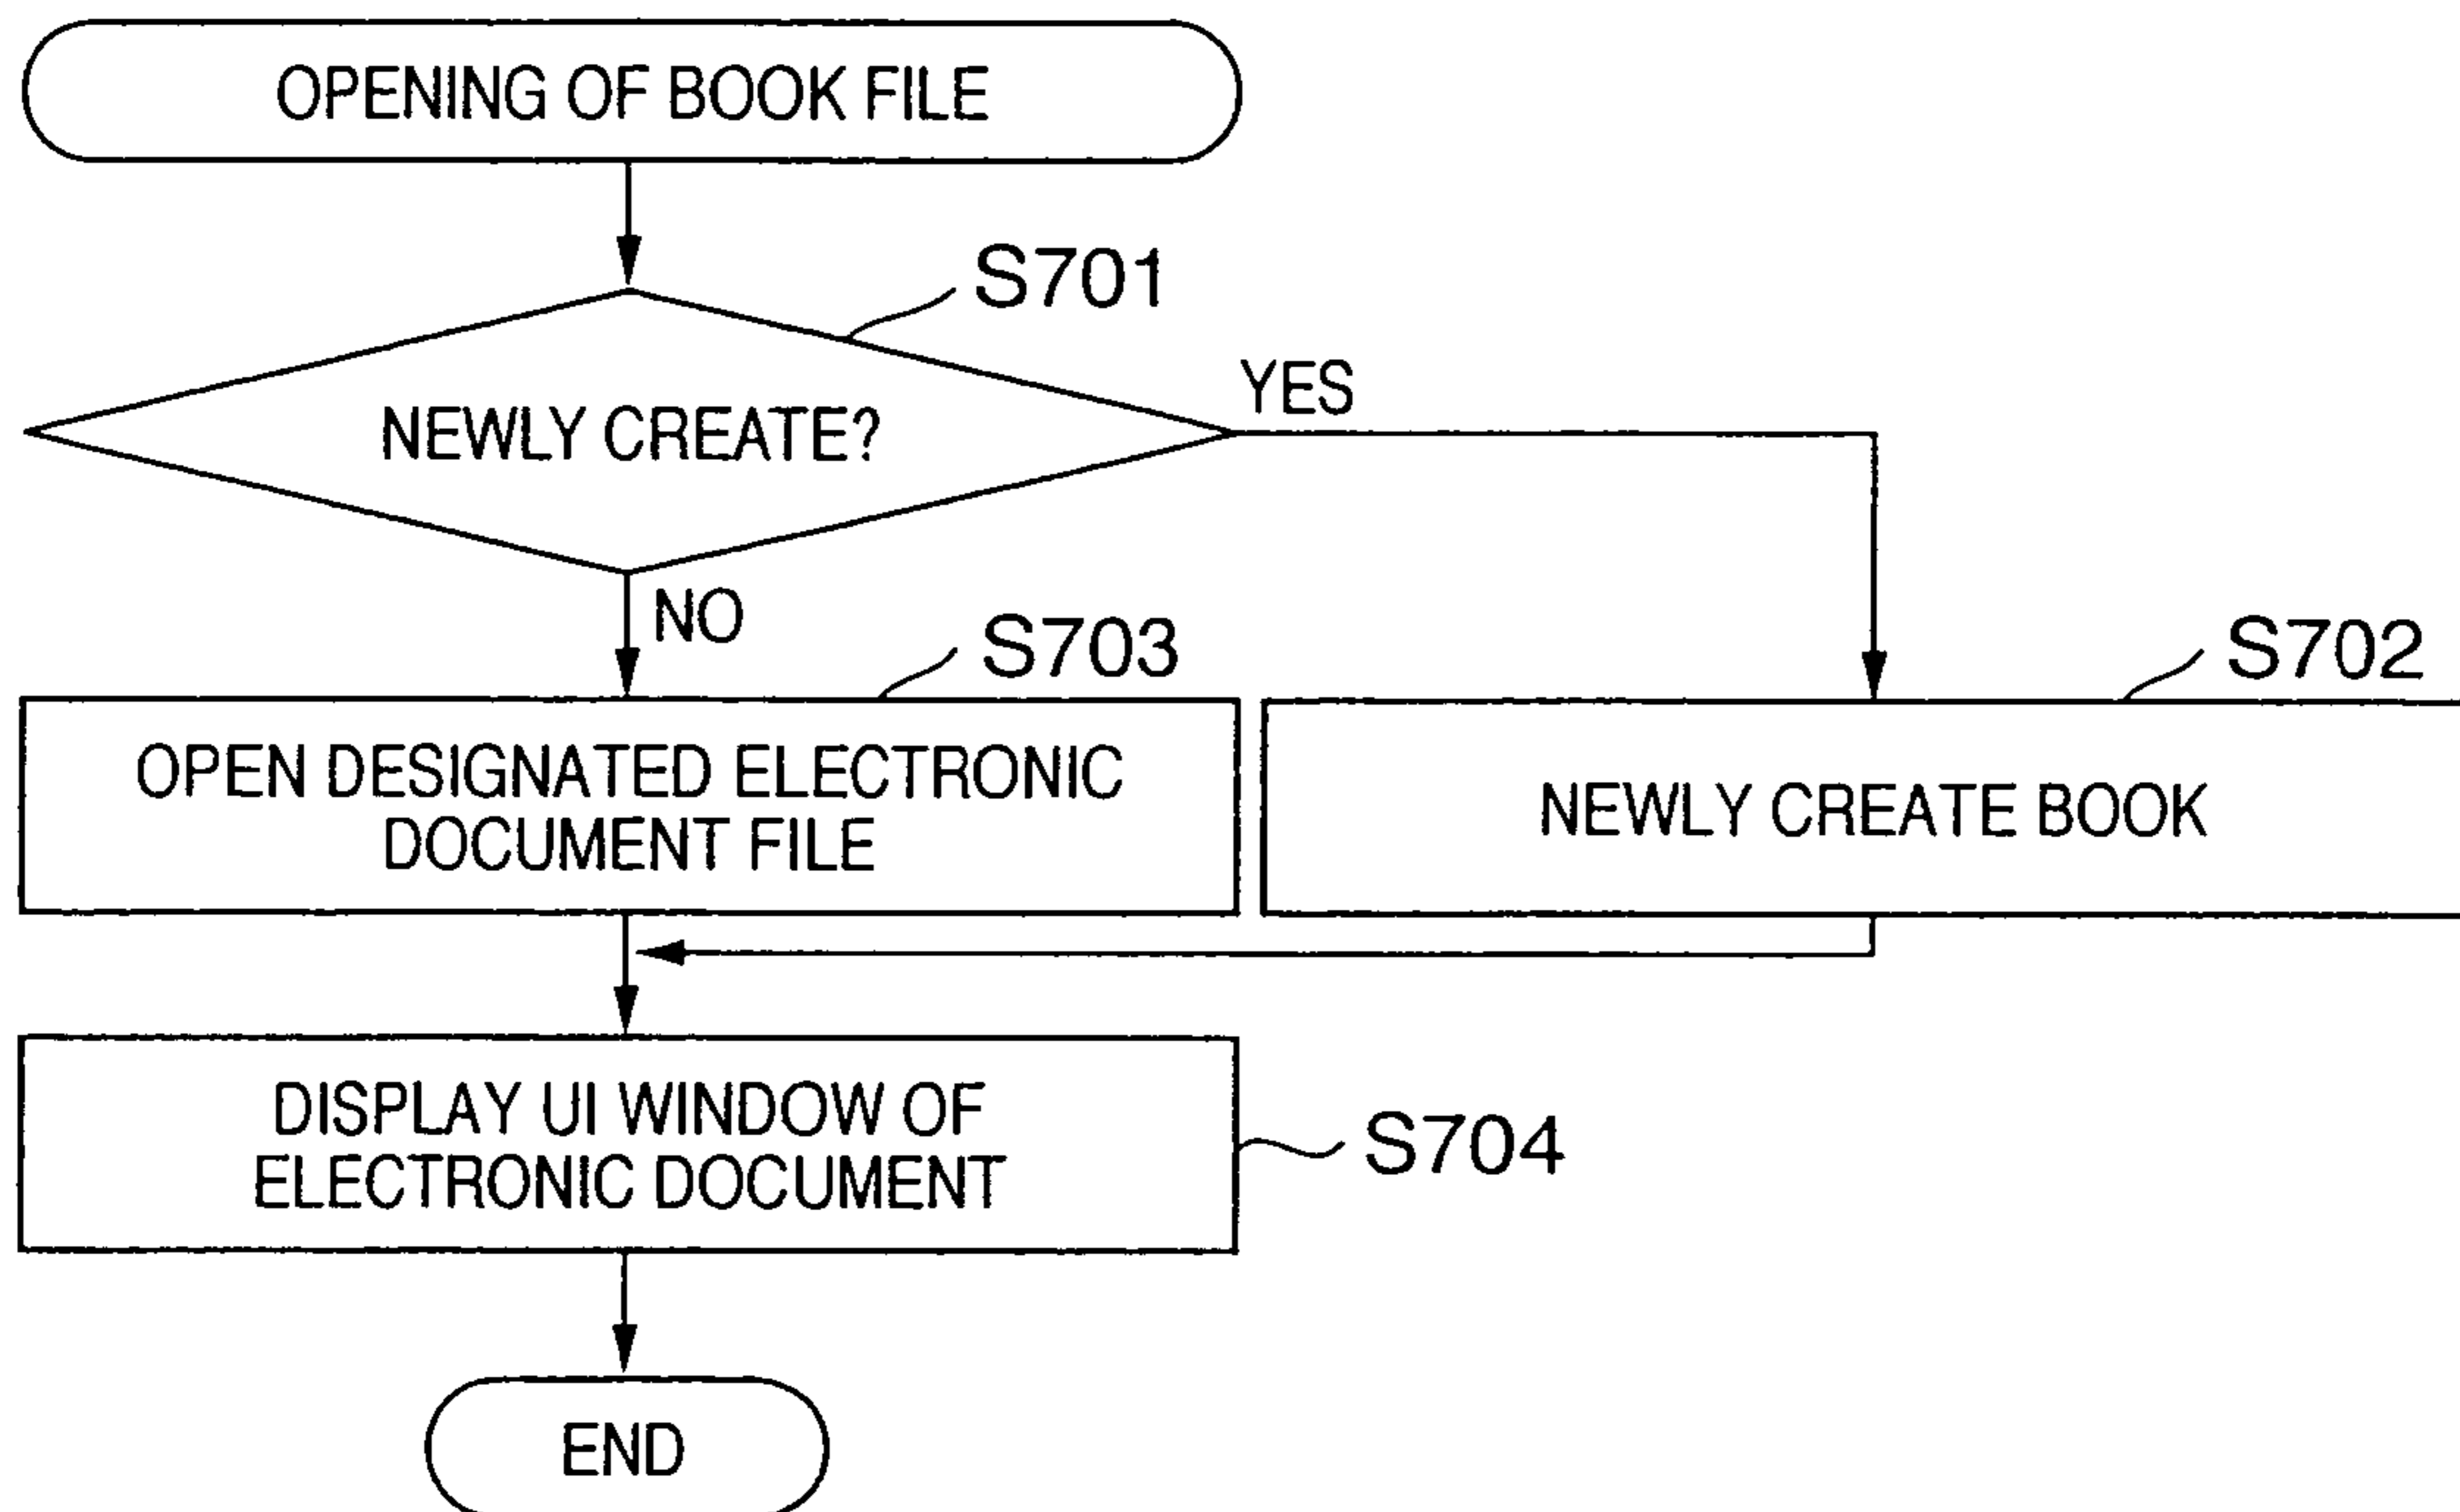 OPENING OF BOOK FILE
S701
NEWLY CREATE?
YES
NO
S703
S702
OPEN DESIGNATED ELECTRONIC
DOCUMENT FILE
NEWLY CREATE BOOK
DISPLAY UI WINDOW OF
ELECTRONIC DOCUMENT
S704
END